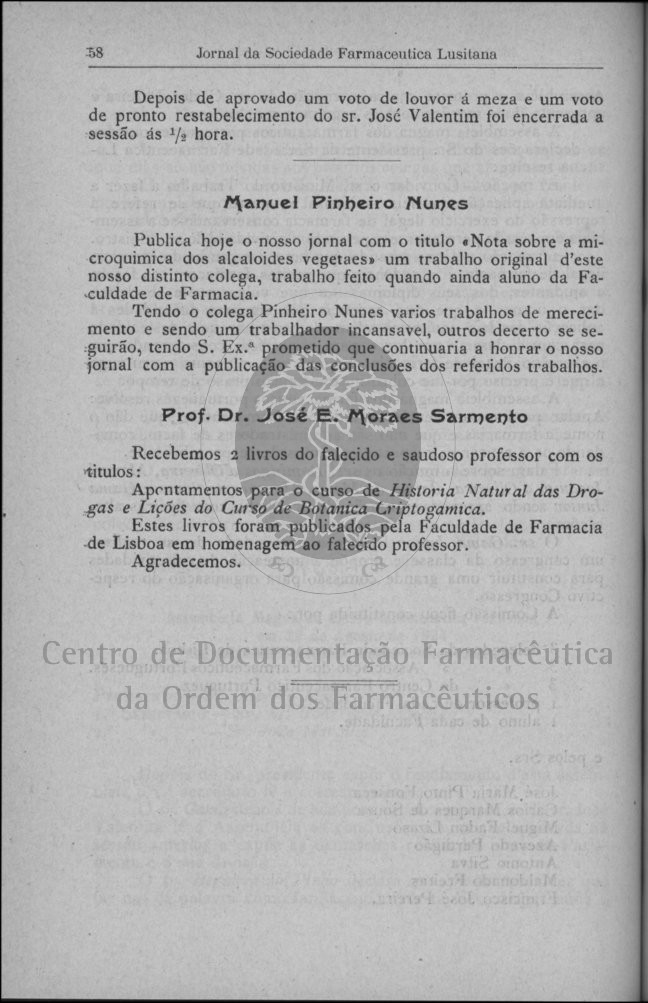 58 Jornal da Sociedade Farmaceutica Lusitana
Depois de aprovado um voto de louvor á meza e um voto
de pronto restabelecimento do sr. José Valentim foi encerrada a
sessão ás 1/2 hora.
Manuel Pinheiro Nunes
Publica hoje o nosso jornal com o titulo «Nota sobre a mi-
croquimica dos alcaloides vegetaes» um trabalho original d'este
nosso distinto colega, trabalho feito quando ainda aluno da Fa-
culdade de Farmacia.
Tendo o colega Pinheiro Nunes varios trabalhos de mereci-
mento e sendo um trabalhador incansavel, outros decerto se se-
guirão, tendo S. Ex.ª prometido que continuaria a honrar o nosso
jornal com a publicação das conclusões dos referidos trabalhos.
Prof. Dr. José E. Moraes Sarmento
Recebemos 2 livros do falecido e saudoso professor com os
titulos:
Apontamentos para o curso de Historia Natural das Dro-
gas e Lições do Curso de Botanica Criptogamica.
Estes livros foram publicados pela Faculdade de Farmacia
de Lisboa em homenagem ao falecido professor.
Agradecemos.
Centro de Documentação Farmacêutica
da Ordem dos Farmacêuticos